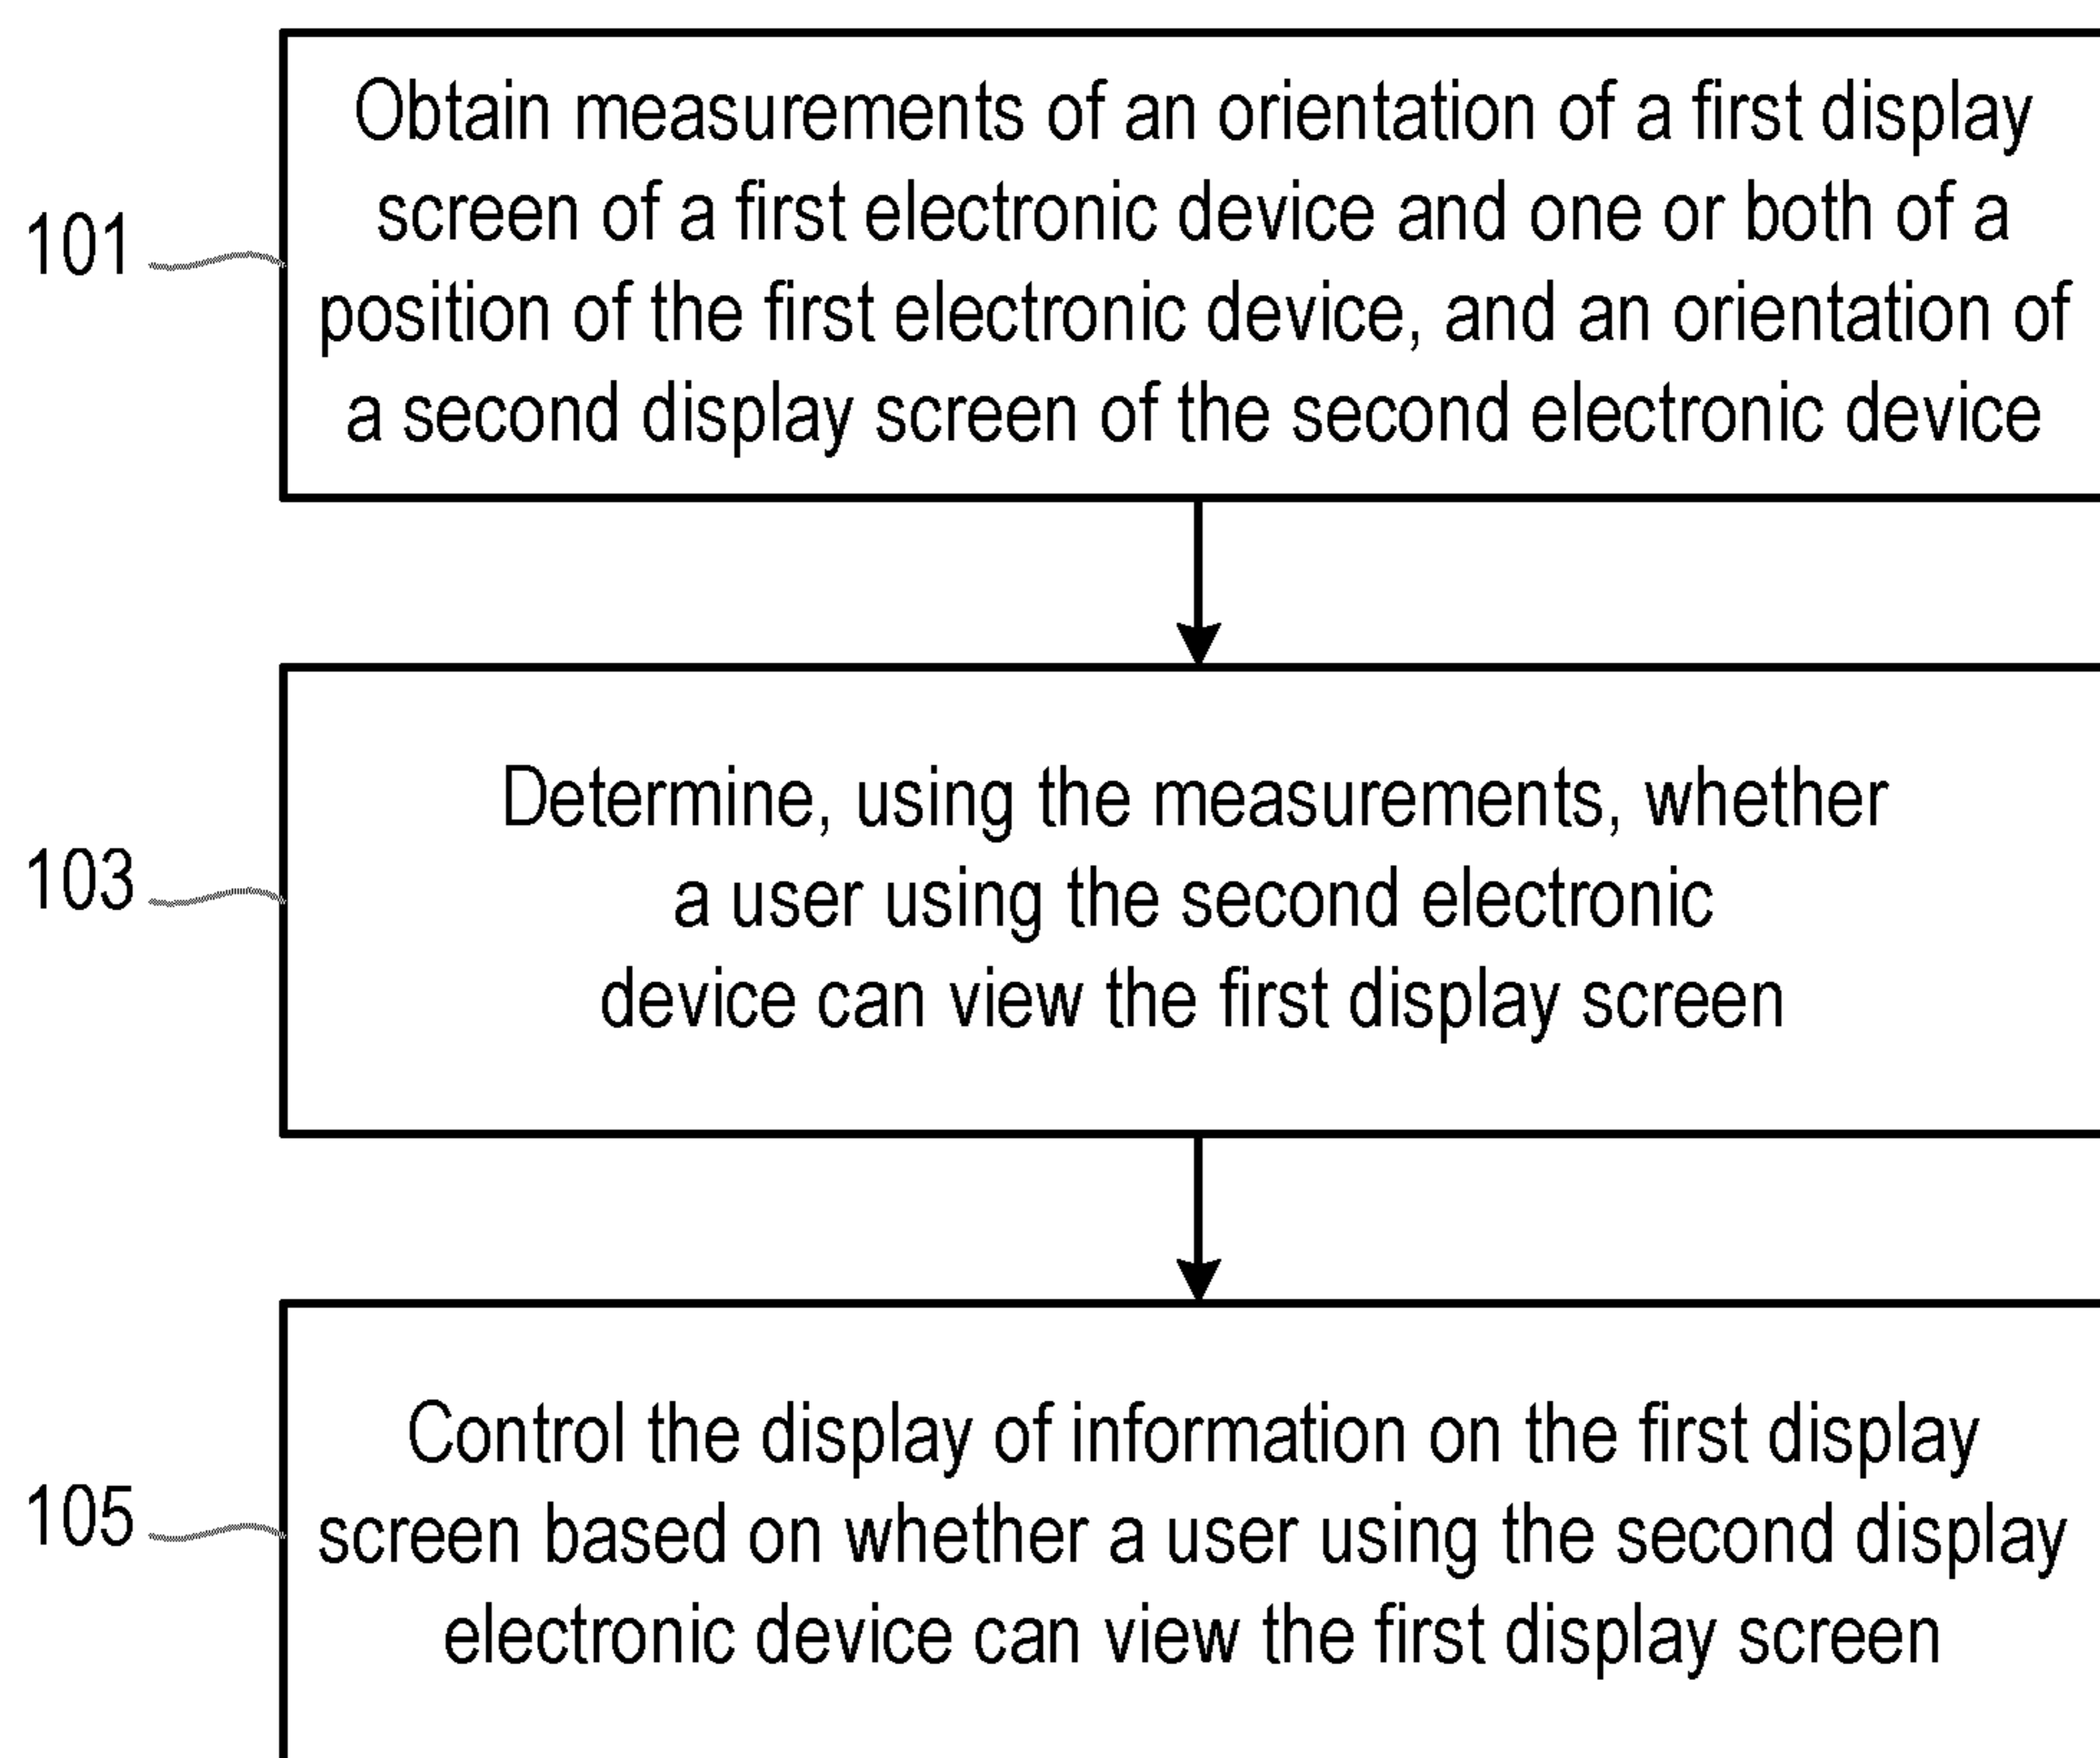 Obtain measurements of an orientation of a first display
screen of a first electronic device and one or both of a
101
position of the first electronic device, and an orientation of
a second display screen of the second electronic device
Determine, using the measurements, whether
103
a user using the second electronic
device can view the first display screen
Control the display of information on the first display
105
screen based on whether a user using the second display
electronic device can view the first display screen